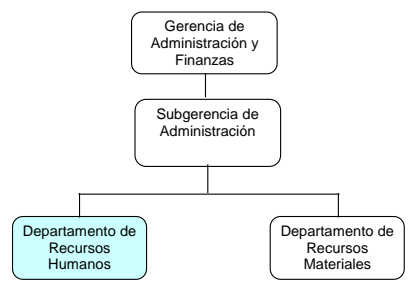 Gerencia de
Administración y
Finanzas
Subgerencia de
Administración
Departamento de
Recursos
Humanos
Departamento de
Recursos
Materiales